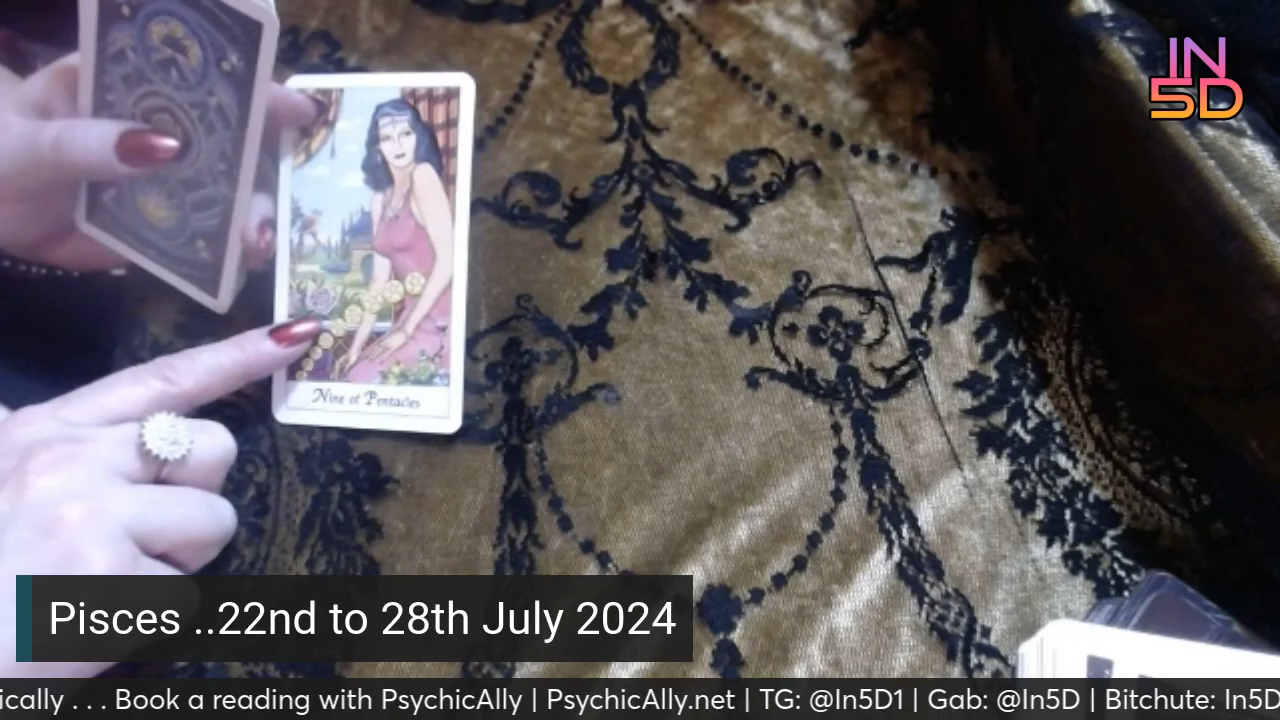 IN
5D
Nine of Pentacles
Pisces ..22nd to 28th July 2024
ically . . . Book a reading with PsychicAlly | PsychicAlly.net | TG: @In5D1 | Gab: @In5D | Bitchute: In5D